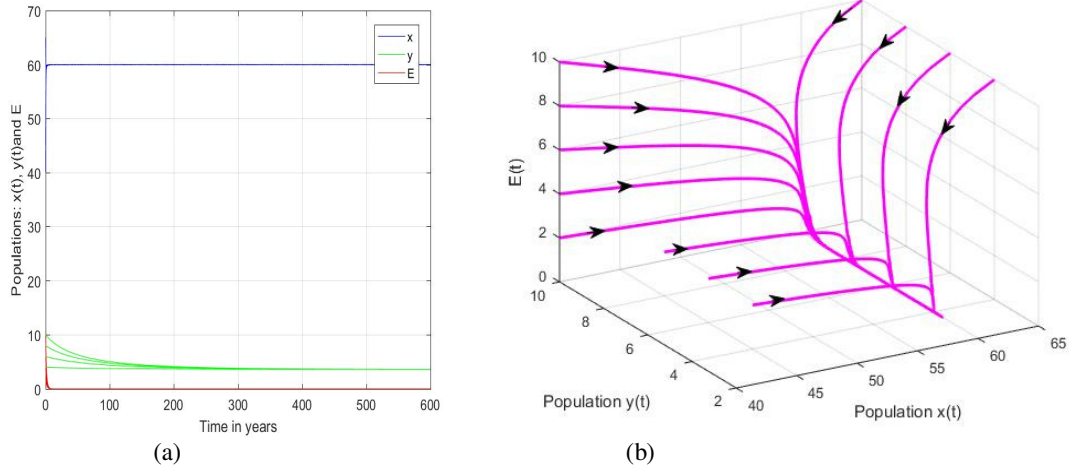 70
60
50
40
30
20
10
0
Populations: x(t), y(t)and E
x
y
E
0 100 200 300 400 500 600
Time in years
(a)
10
8
6
4
2
0
E(t)
10
8
6
4
2
Population y(t)
40
45
50
55
60
65
Population x(t)
(b)